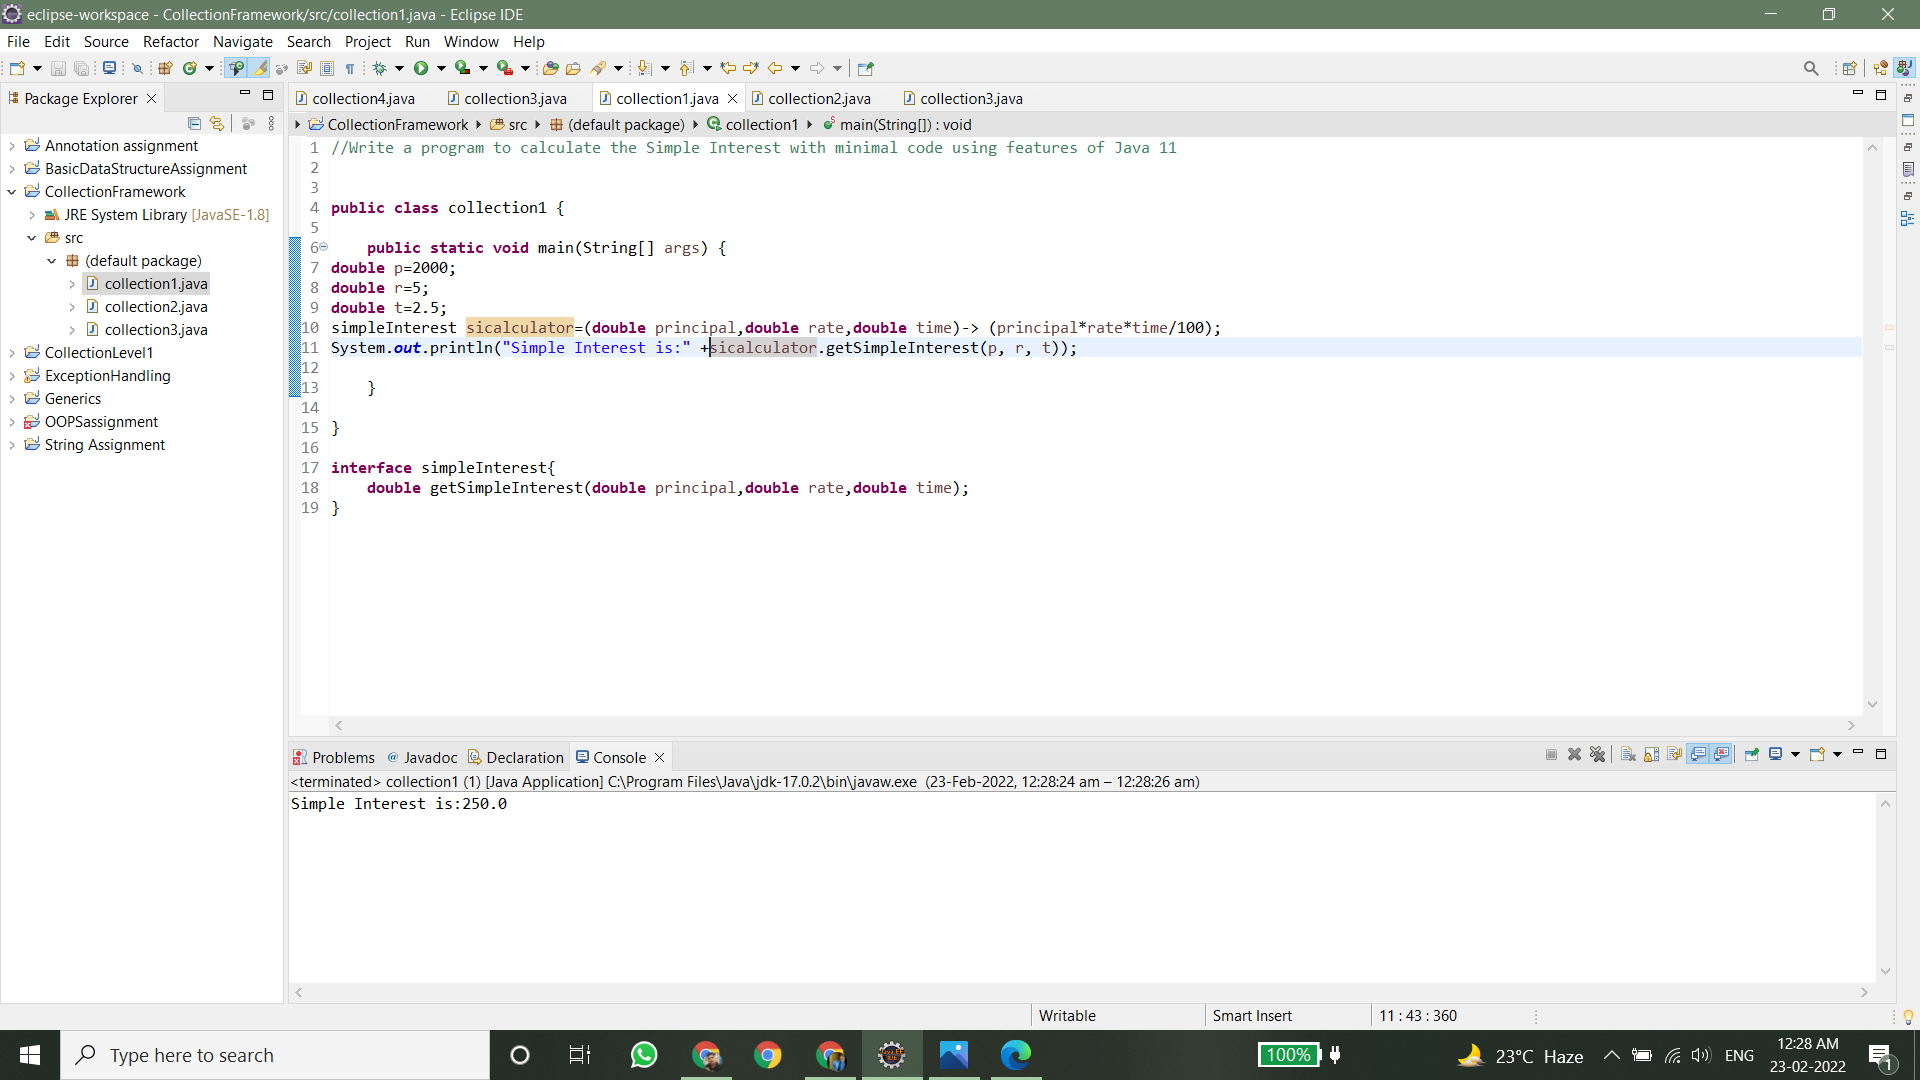 eclipse-workspace - CollectionFramework/src/collection1.java - Eclipse IDE
File Edit Source Refactor Navigate Search Project Run Window Help
Package Explorer
collection4.java collection3.java collection1.java collection2.java collection3.java
CollectionFramework src (default package) collection1 main(String[]) : void
Annotation assignment
BasicDataStructureAssignment
CollectionFramework
JRE System Library [JavaSE-1.8]
src
(default package)
collection1.java
collection2.java
collection3.java
CollectionLevel1
ExceptionHandling
Generics
OOPSassignment
String Assignment
1 //Write a program to calculate the Simple Interest with minimal code using features of Java 11
2
3
4 public class collection1 {
5
6 public static void main(String[] args) {
7 double p=2000;
8 double r=5;
9 double t=2.5;
10 simpleInterest sicalculator=(double principal,double rate,double time)-> (principal*rate*time/100);
11 System.out.println("Simple Interest is:" +sicalculator.getSimpleInterest(p, r, t));
12
13 }
14
15 }
16
17 interface simpleInterest{
18 double getSimpleInterest(double principal,double rate,double time);
19 }
Problems @ Javadoc Declaration Console
<terminated> collection1 (1) [Java Application] C:\Program Files\Java\jdk-17.0.2\bin\javaw.exe (23-Feb-2022, 12:28:24 am – 12:28:26 am)
Simple Interest is:250.0
Writable Smart Insert 11 : 43 : 360
Type here to search
100% 23°C Haze ENG 12:28 AM
23-02-2022
1